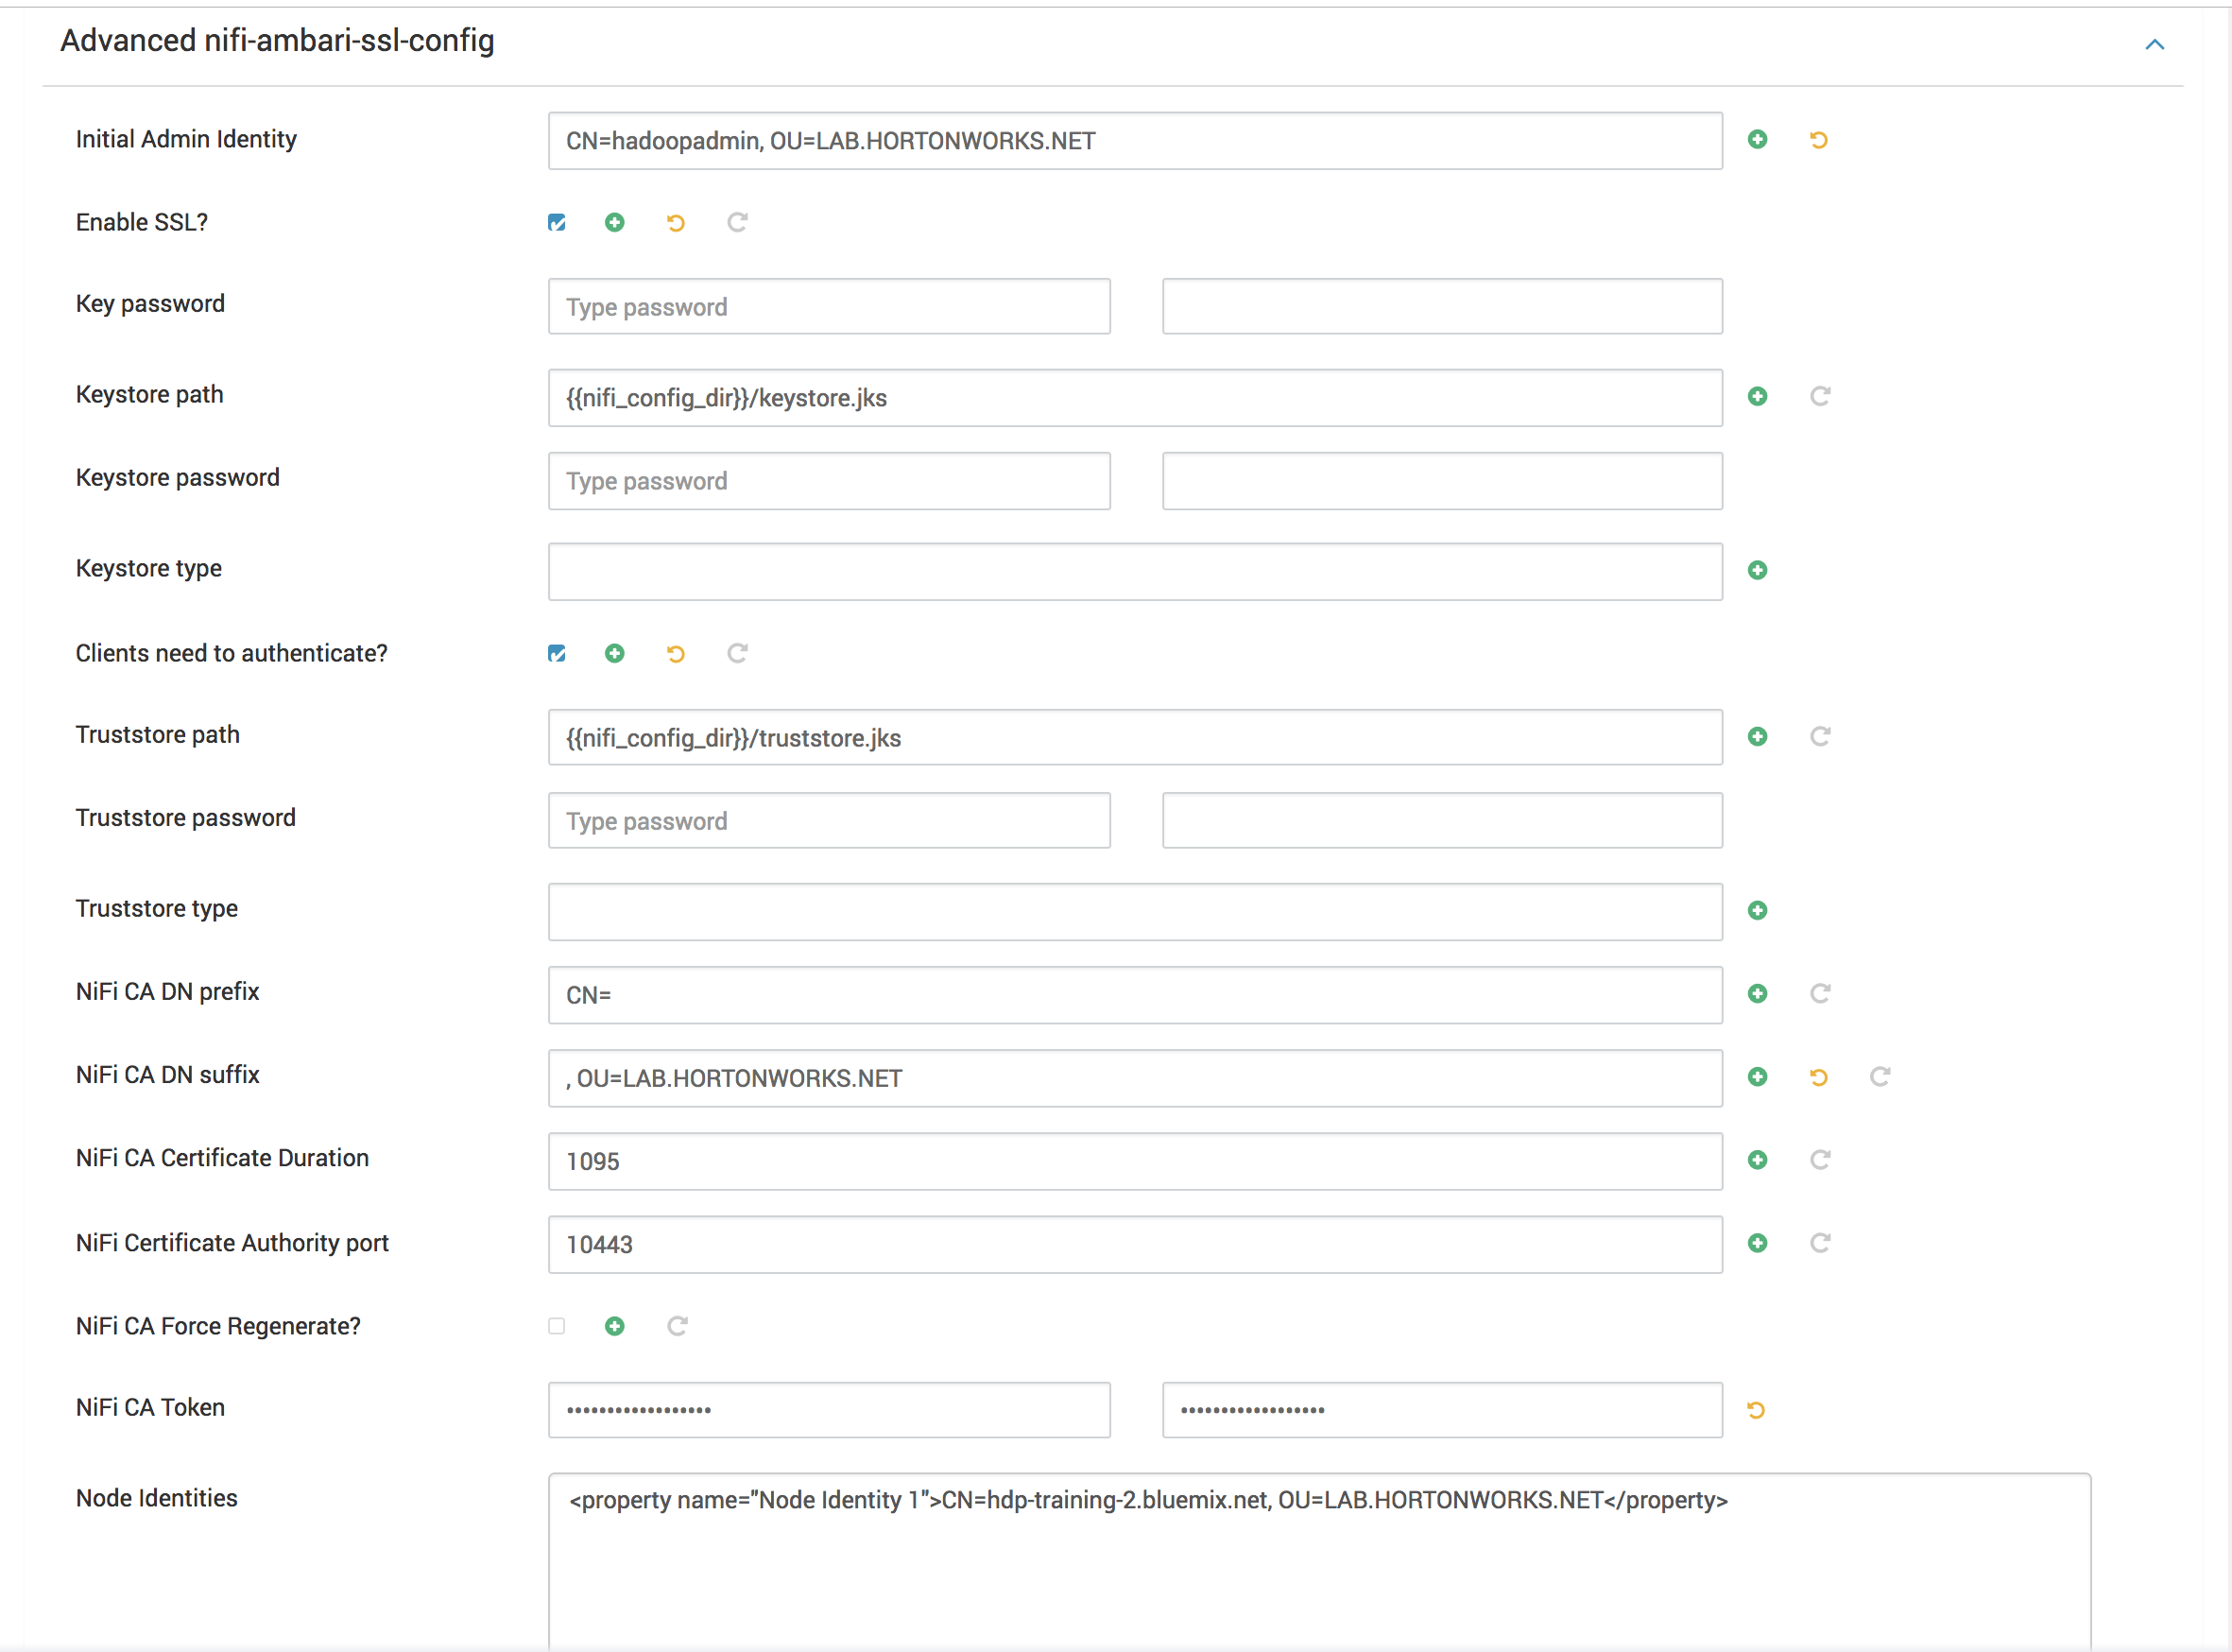 Advanced nifi-ambari-ssl-config
Initial Admin Identity
CN=hadoopadmin, OU=LAB.HORTONWORKS.NET
Enable SSL?
Key password
Type password
Keystore path
{{nifi_config_dir}}/keystore.jks
Keystore password
Type password
Keystore type
Clients need to authenticate?
Truststore path
{{nifi_config_dir}}/truststore.jks
Truststore password
Type password
Truststore type
NiFi CA DN prefix
CN=
NiFi CA DN suffix
, OU=LAB.HORTONWORKS.NET
NiFi CA Certificate Duration
1095
NiFi Certificate Authority port
10443
NiFi CA Force Regenerate?
NiFi CA Token
•••••••••••••••••• ••••••••••••••••••
Node Identities
<property name="Node Identity 1">CN=hdp-training-2.bluemix.net, OU=LAB.HORTONWORKS.NET</property>